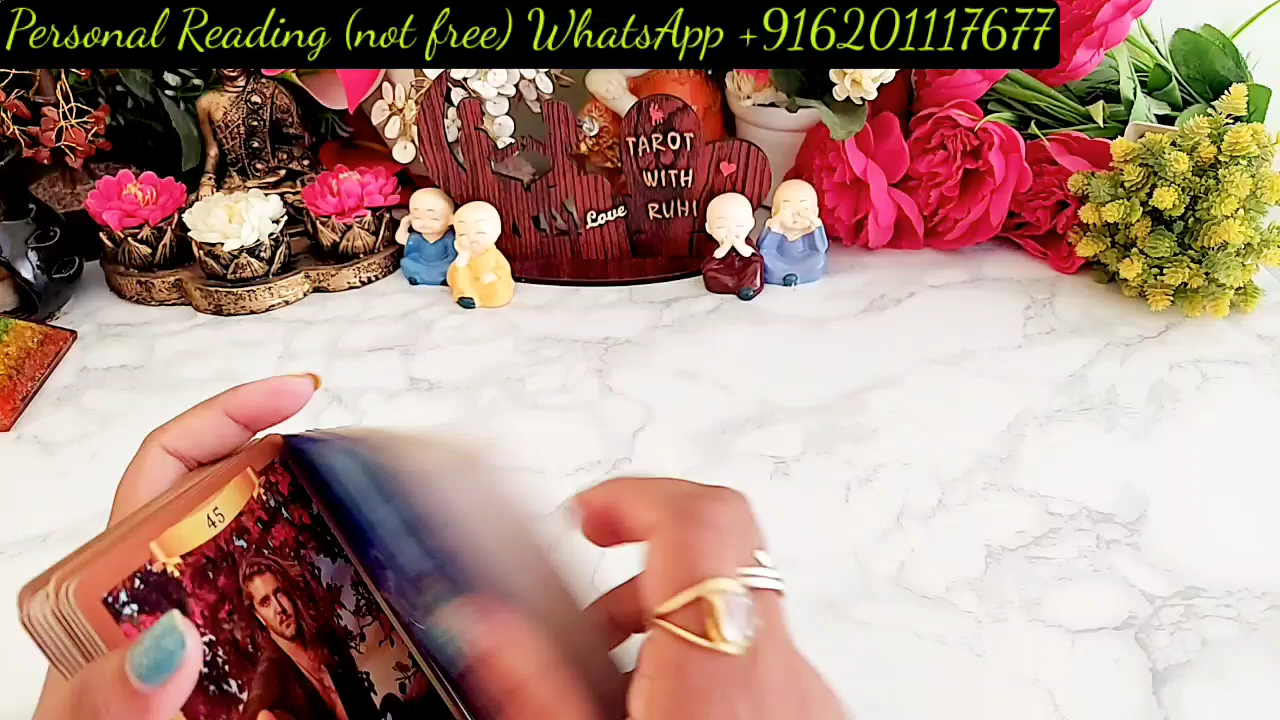 Personal Reading (not free) WhatsApp +916201117677
TAROT
WITH
RUHI
Love
45